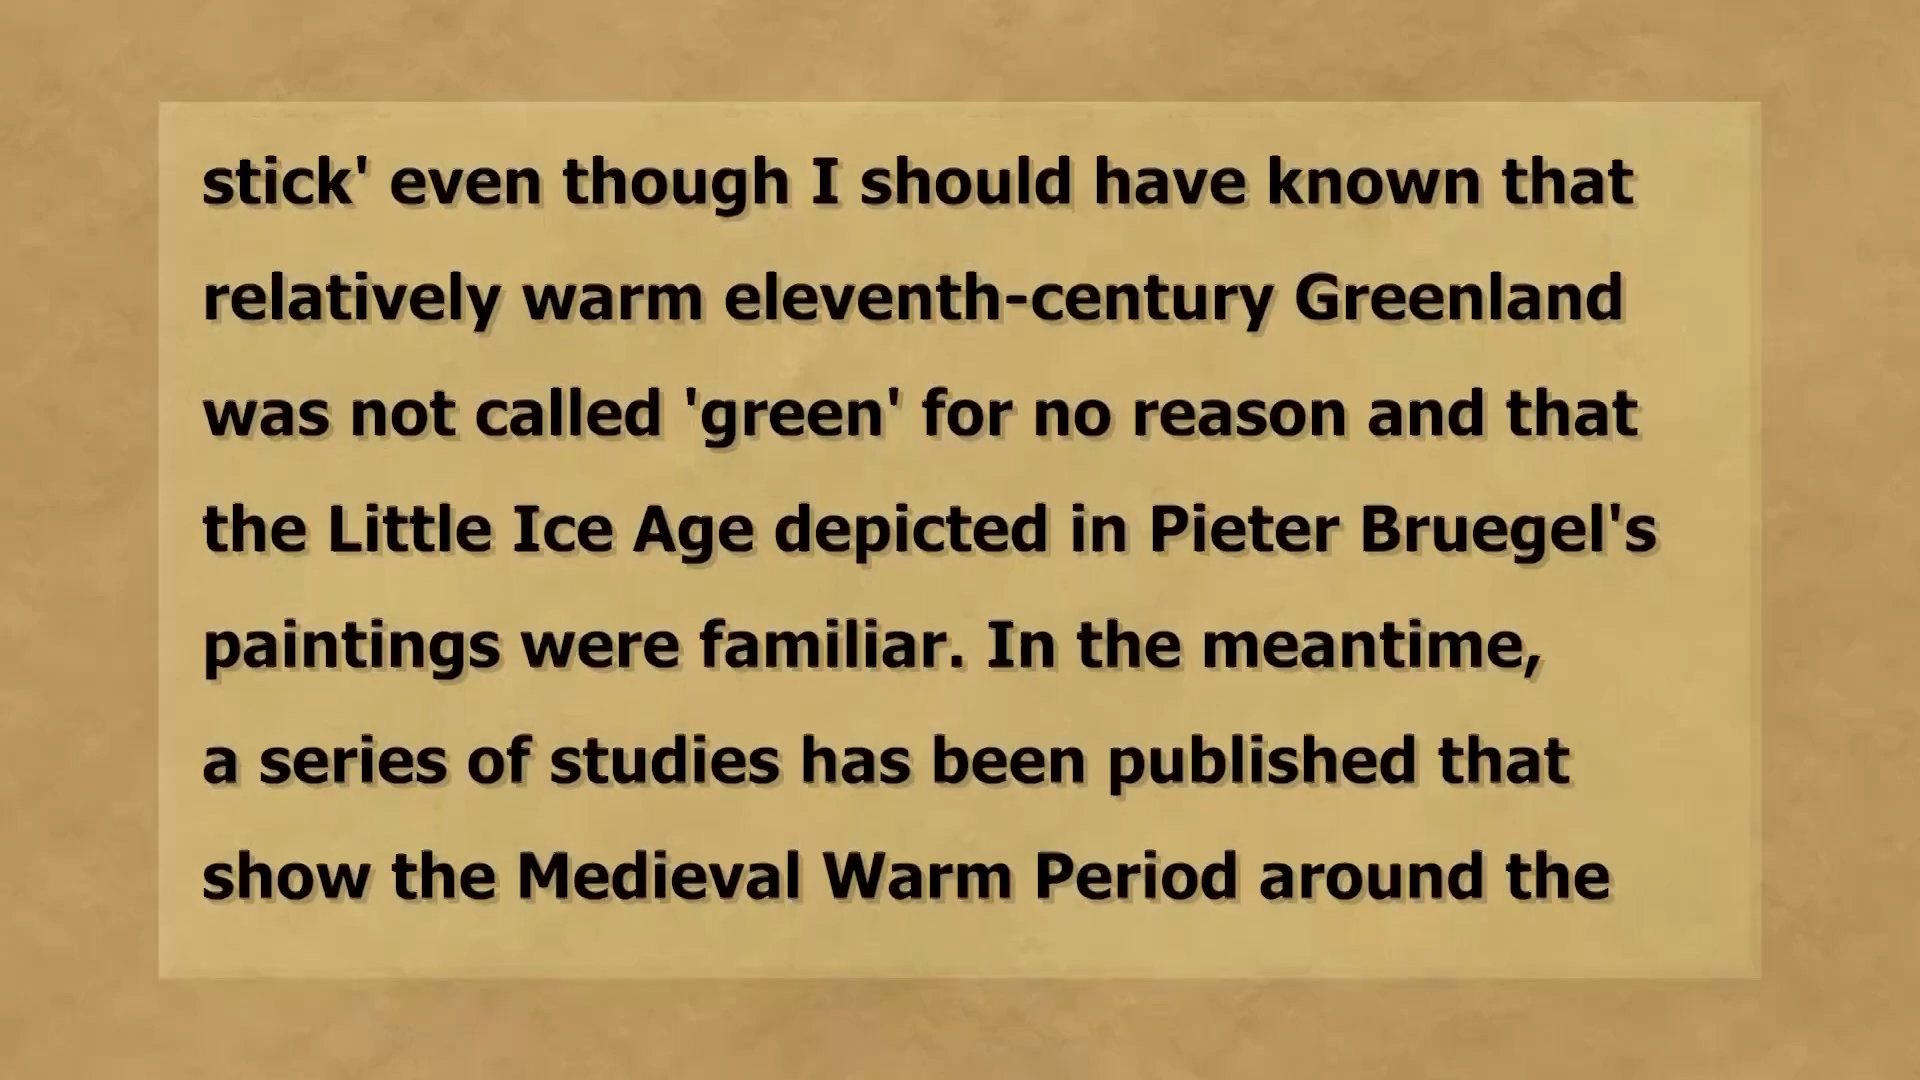 stick' even though I should have known that
relatively warm eleventh-century Greenland
was not called 'green' for no reason and that
the Little Ice Age depicted in Pieter Bruegel's
paintings were familiar. In the meantime,
a series of studies has been published that
show the Medieval Warm Period around the